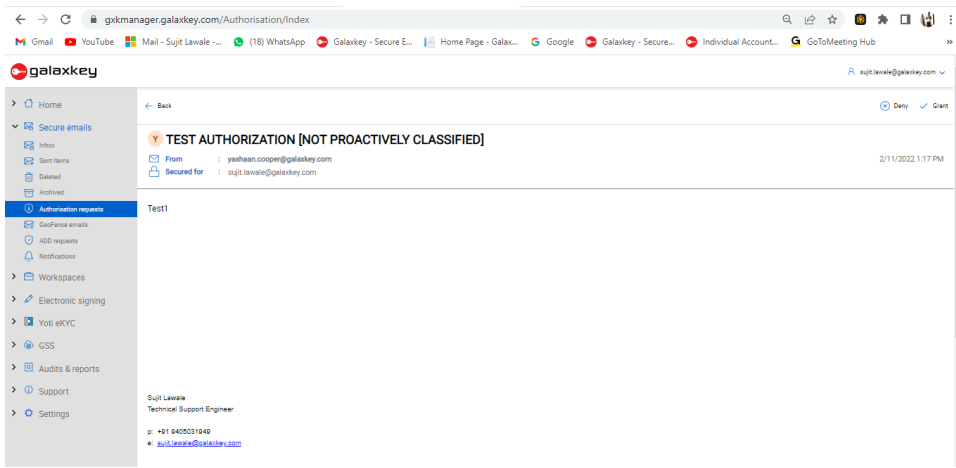 gxkmanager.galaxkey.com/Authorisation/Index
Gmail YouTube Mail - Sujit Lawale -... (18) WhatsApp Galaxkey - Secure E... Home Page - Galax... Google Galaxkey - Secure... Individual Account... GoToMeeting Hub »
galaxkey sujit.lawale@galaxkey.com
Home
Secure emails
Inbox
Sent items
Deleted
Archived
Authorisation requests
GeoFence emails
ADD requests
Notifications
Workspaces
Electronic signing
Yoti eKYC
GSS
Audits & reports
Support
Settings
Back Deny Grant
Y TEST AUTHORIZATION [NOT PROACTIVELY CLASSIFIED]
From : yashaan.cooper@galaxkey.com 2/11/2022 1:17 PM
Secured for : sujit.lawale@galaxkey.com
Test1
Sujit Lawale
Technical Support Engineer
p: +91 9405031949
e: sujit.lawale@galaxkey.com